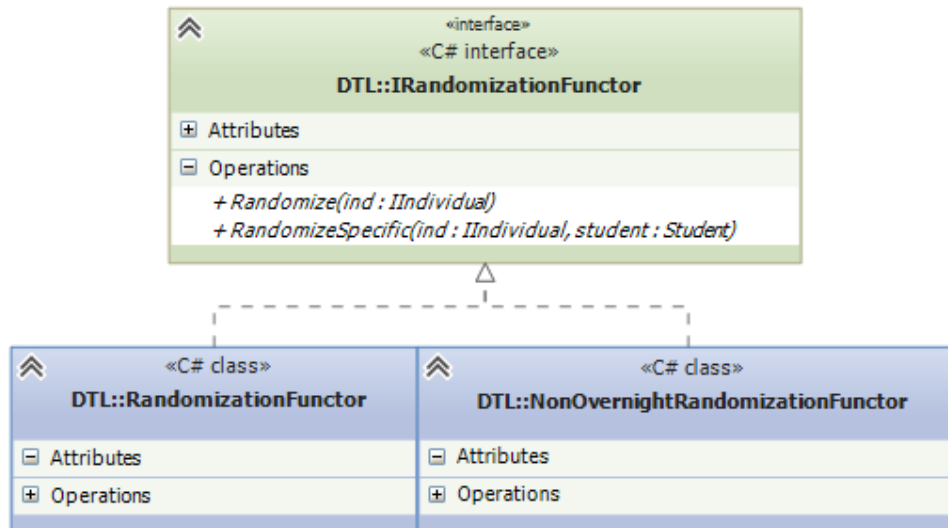 «interface»
«C# interface»
DTL::IRandomizationFunctor
Attributes
Operations
+ Randomize(ind : IIndividual)
+ RandomizeSpecific(ind : IIndividual, student : Student)
«C# class»
DTL::RandomizationFunctor
Attributes
Operations
«C# class»
DTL::NonOvernightRandomizationFunctor
Attributes
Operations